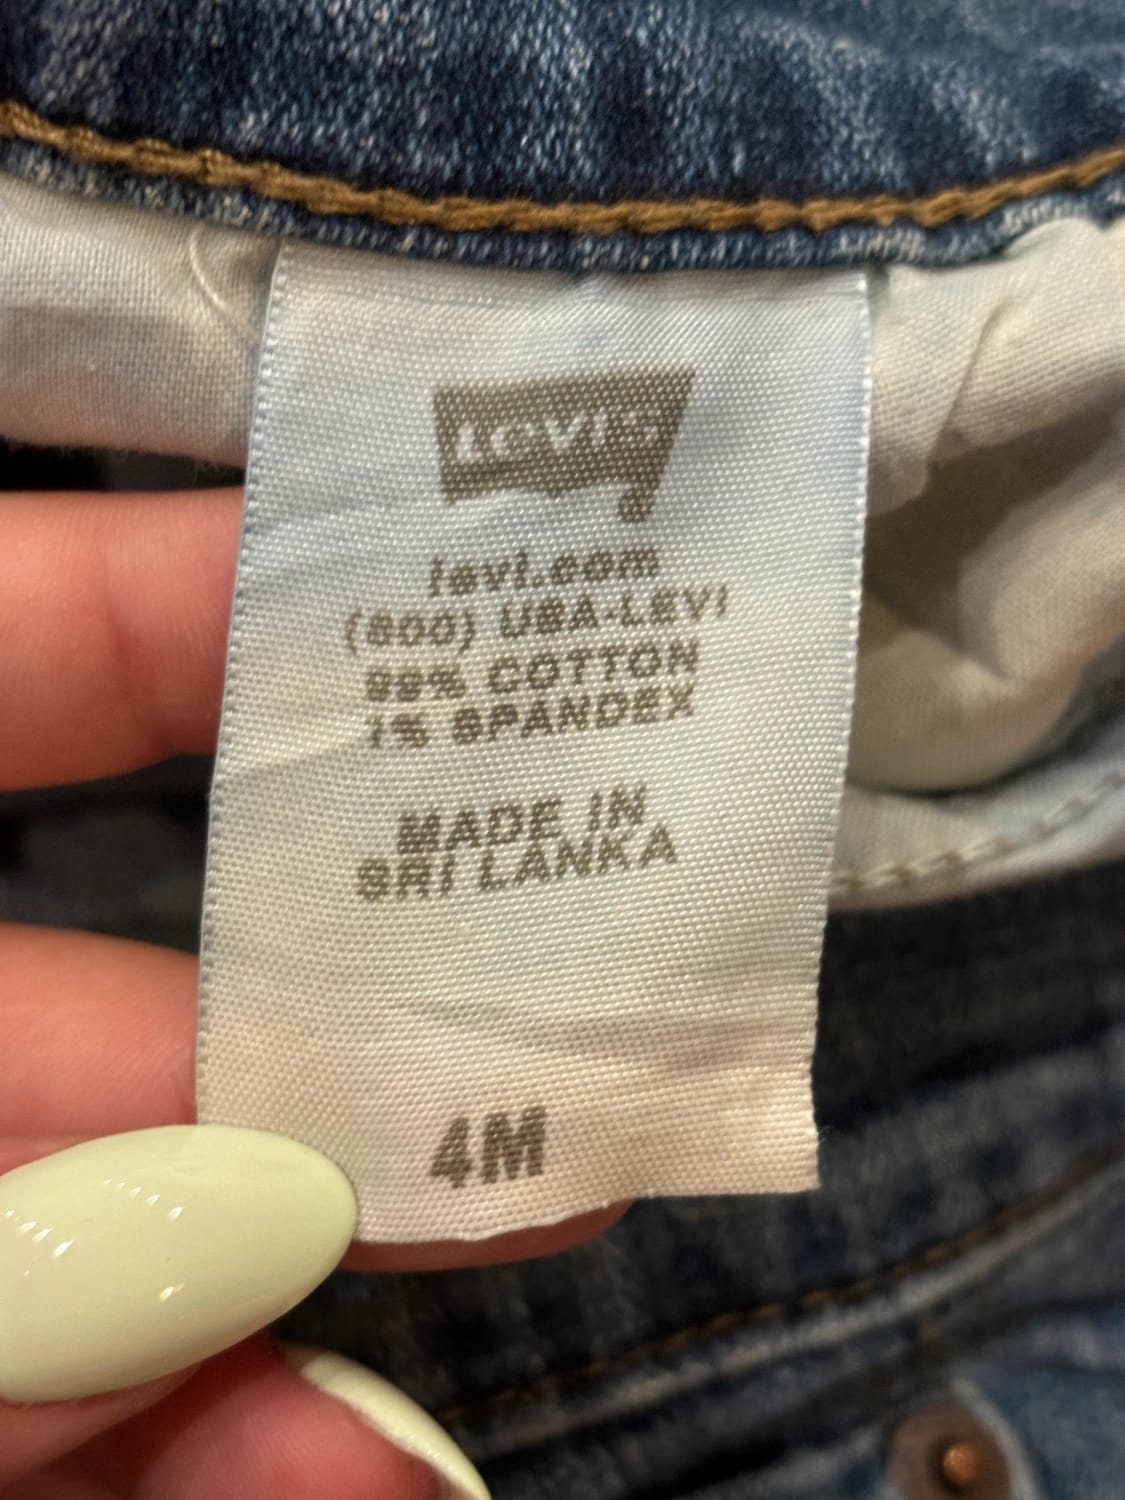 LEVI'S
levi.com
(800) USA-LEVI
99% COTTON
1% SPANDEX
MADE IN
SRI LANKA
4M